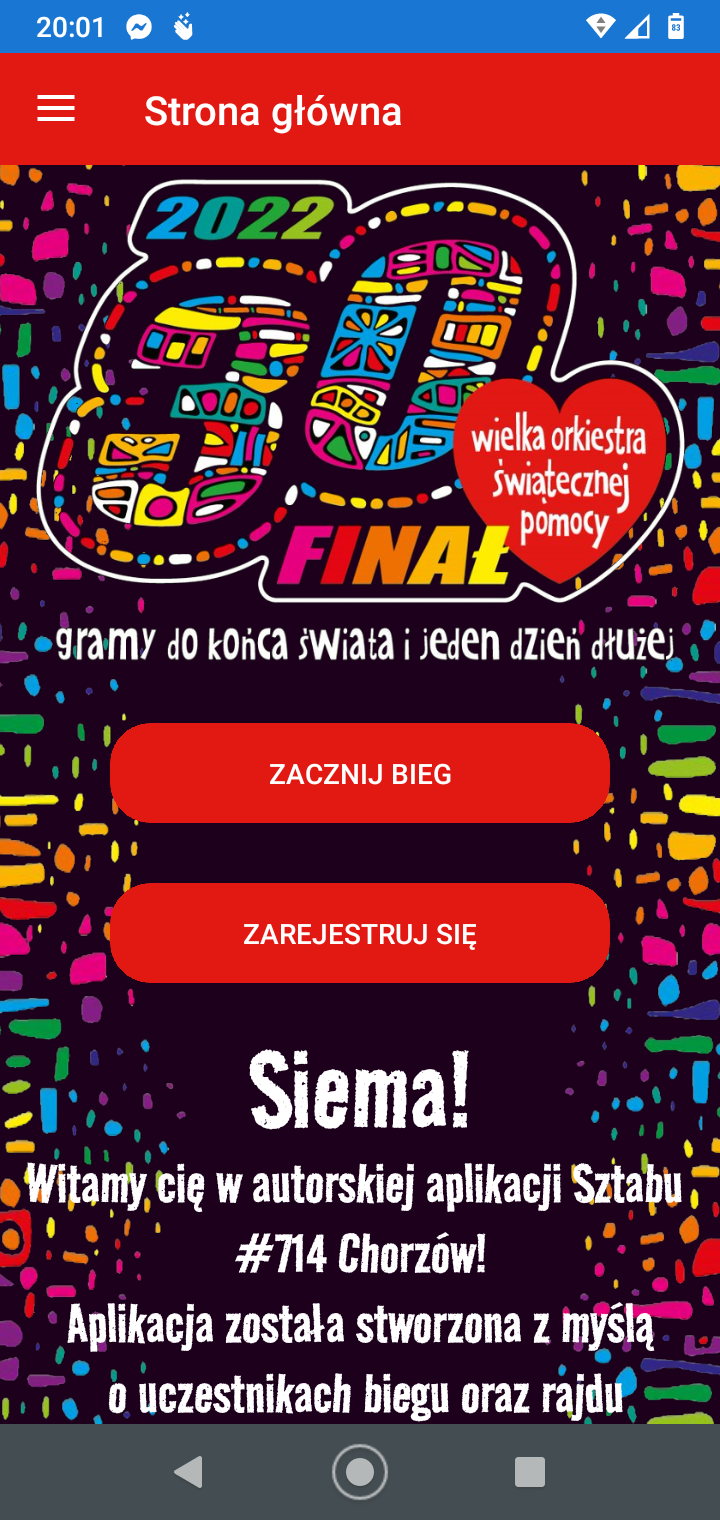 20:01
83
Strona główna
2022
30
wielka orkiestra
świątecznej
pomocy
FINAŁ
gramy do końca świata i jeden dzień dłużej
ZACZNIJ BIEG
ZAREJESTRUJ SIĘ
Siema!
Witamy cię w autorskiej aplikacji Sztabu
#714 Chorzów!
Aplikacja została stworzona z myślą
o uczestnikach biegu oraz rajdu